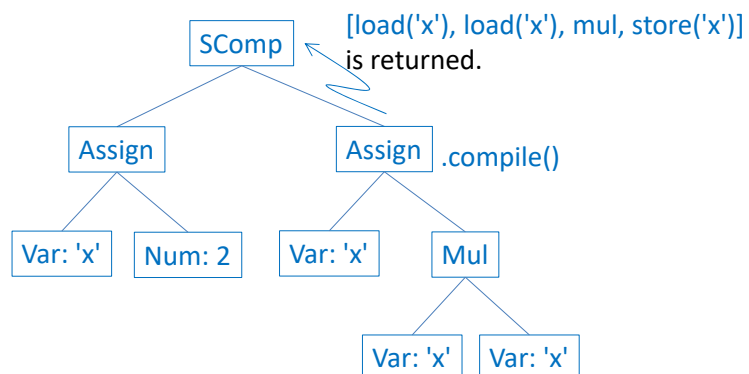 [load('x'), load('x'), mul, store('x')]
SComp
is returned.
Assign
Assign
.compile()
Var: 'x'
Num: 2
Var: 'x'
Mul
Var: 'x'
Var: 'x'